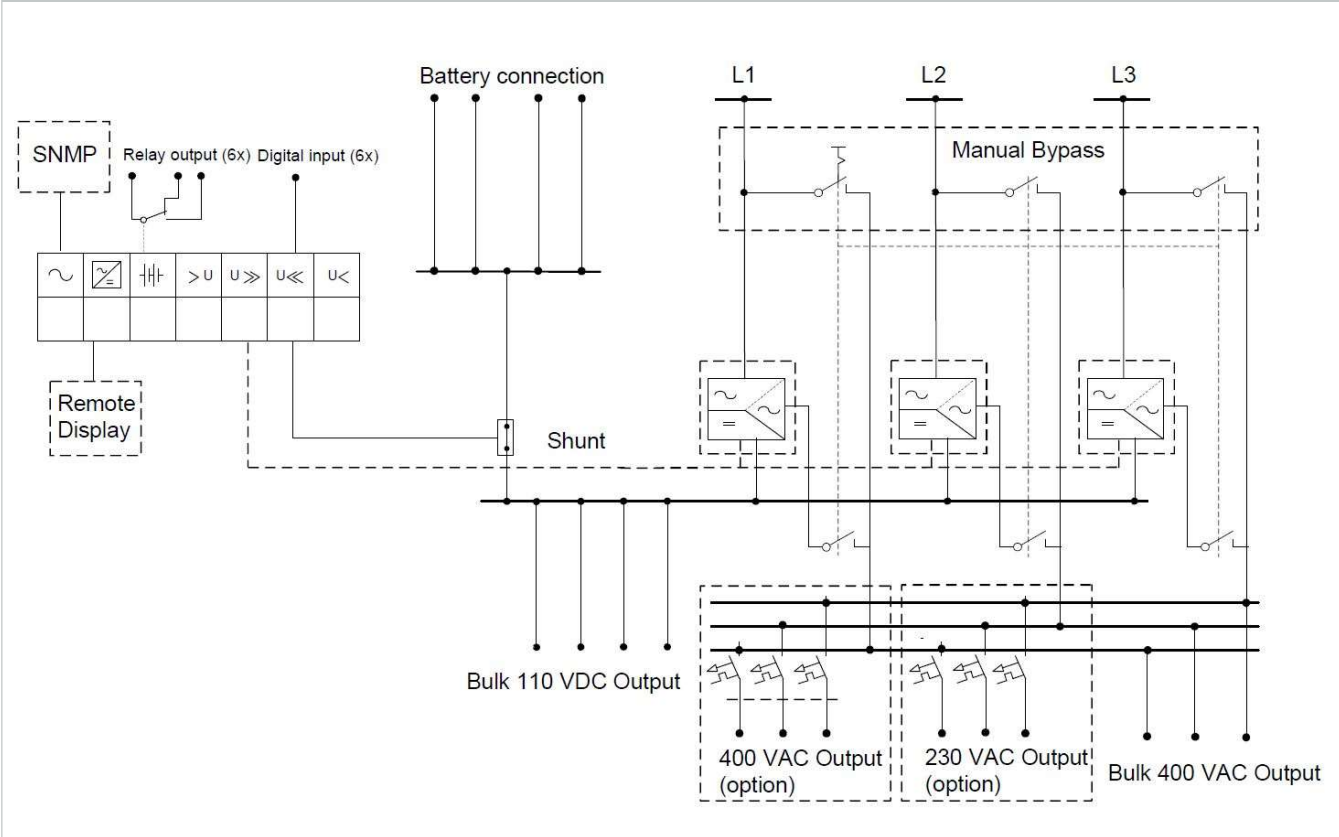 Battery connection
L1
L2
L3
SNMP
Relay output (6x)
Digital input (6x)
Manual Bypass
>U
U≫
U≪
U<
Remote
Display
Shunt
Bulk 110 VDC Output
400 VAC Output
(option)
230 VAC Output
(option)
Bulk 400 VAC Output